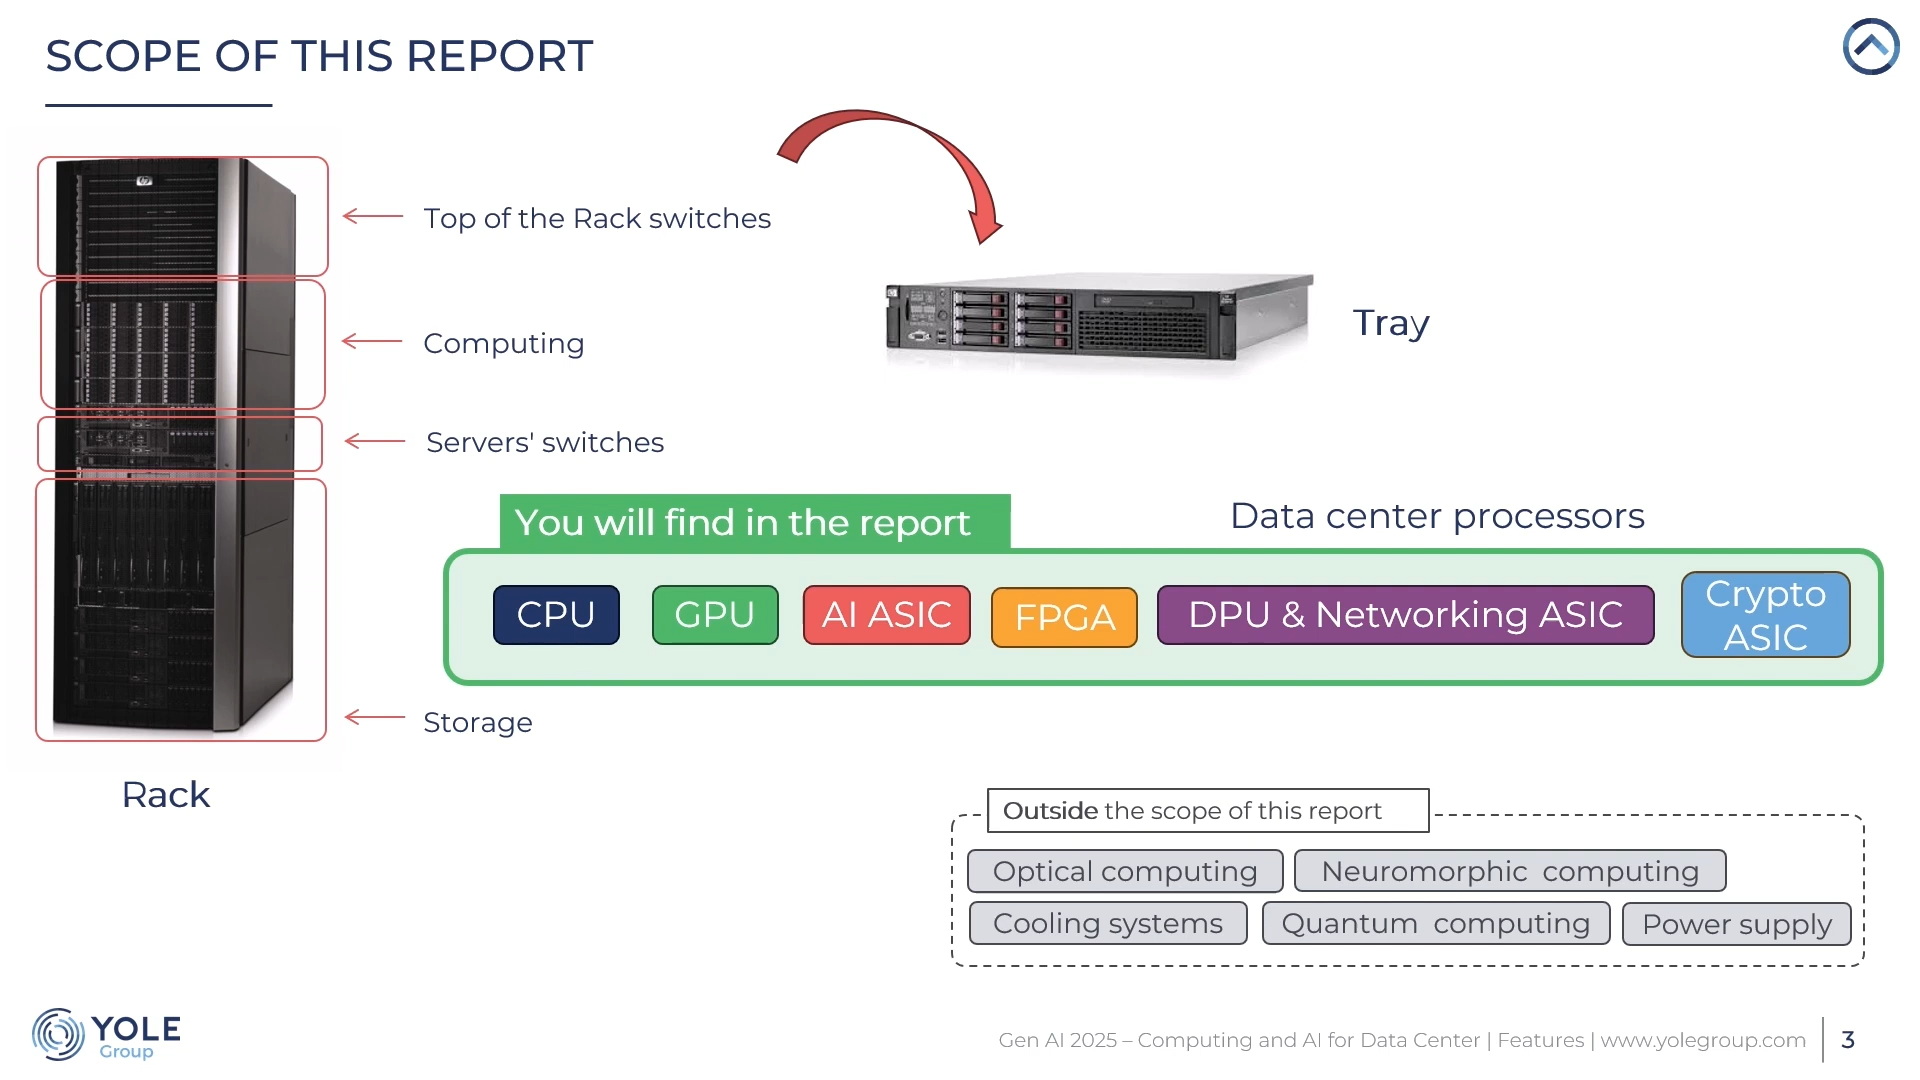 SCOPE OF THIS REPORT
Top of the Rack switches
Computing
Tray
Servers' switches
You will find in the report
Data center processors
CPU
GPU
AI ASIC
FPGA
DPU & Networking ASIC
Crypto
ASIC
Storage
Rack
Outside the scope of this report
Optical computing
Neuromorphic  computing
Cooling systems
Quantum  computing
Power supply
YOLE
Group
Gen AI 2025 – Computing and AI for Data Center | Features | www.yolegroup.com
3